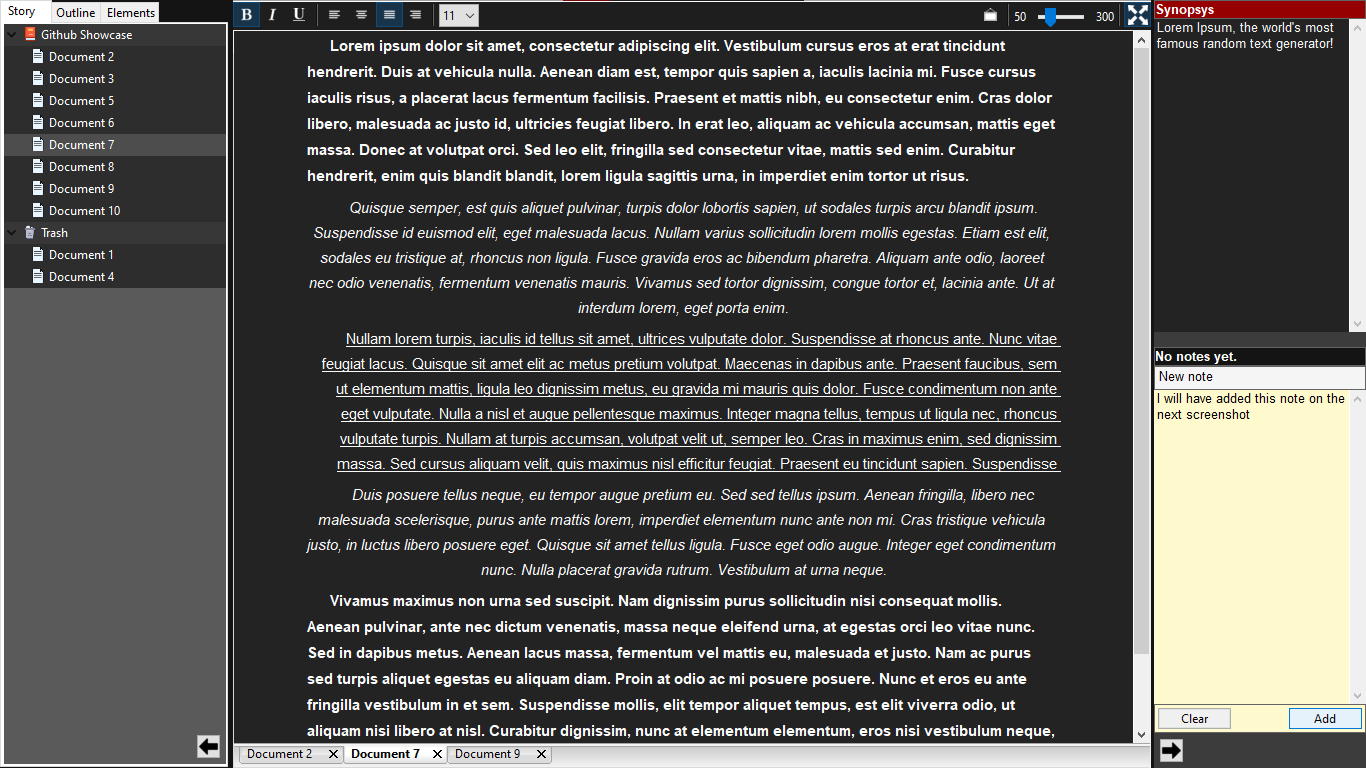 Story
Outline
Elements
Github Showcase
Document 2
Document 3
Document 5
Document 6
Document 7
Document 8
Document 9
Document 10
Trash
Document 1
Document 4
B I U
11
50
300
Lorem ipsum dolor sit amet, consectetur adipiscing elit. Vestibulum cursus eros at erat tincidunt
hendrerit. Duis at vehicula nulla. Aenean diam est, tempor quis sapien a, iaculis lacinia mi. Fusce cursus
iaculis risus, a placerat lacus fermentum facilisis. Praesent et mattis nibh, eu consectetur enim. Cras dolor
libero, malesuada ac justo id, ultricies feugiat libero. In erat leo, aliquam ac vehicula accumsan, mattis eget
massa. Donec at volutpat orci. Sed leo elit, fringilla sed consectetur vitae, mattis sed enim. Curabitur
hendrerit, enim quis blandit blandit, lorem ligula sagittis urna, in imperdiet enim tortor ut risus.
Quisque semper, est quis aliquet pulvinar, turpis dolor lobortis sapien, ut sodales turpis arcu blandit ipsum.
Suspendisse id euismod elit, eget malesuada lacus. Nullam varius sollicitudin lorem mollis egestas. Etiam est elit,
sodales eu tristique at, rhoncus non ligula. Fusce gravida eros ac bibendum pharetra. Aliquam ante odio, laoreet
nec odio venenatis, fermentum venenatis mauris. Vivamus sed tortor dignissim, congue tortor et, lacinia ante. Ut at
interdum lorem, eget porta enim.
Nullam lorem turpis, iaculis id tellus sit amet, ultrices vulputate dolor. Suspendisse at rhoncus ante. Nunc vitae
feugiat lacus. Quisque sit amet elit ac metus pretium volutpat. Maecenas in dapibus ante. Praesent faucibus, sem
ut elementum mattis, ligula leo dignissim metus, eu gravida mi mauris quis dolor. Fusce condimentum non ante
eget vulputate. Nulla a nisl et augue pellentesque maximus. Integer magna tellus, tempus ut ligula nec, rhoncus
vulputate turpis. Nullam at turpis accumsan, volutpat velit ut, semper leo. Cras in maximus enim, sed dignissim
massa. Sed cursus aliquam velit, quis maximus nisl efficitur feugiat. Praesent eu tincidunt sapien. Suspendisse
Duis posuere tellus neque, eu tempor augue pretium eu. Sed sed tellus ipsum. Aenean fringilla, libero nec
malesuada scelerisque, purus ante mattis lorem, imperdiet elementum nunc ante non mi. Cras tristique vehicula
justo, in luctus libero posuere eget. Quisque sit amet tellus ligula. Fusce eget odio augue. Integer eget condimentum
nunc. Nulla placerat gravida rutrum. Vestibulum at urna neque.
Vivamus maximus non urna sed suscipit. Nam dignissim purus sollicitudin nisi consequat mollis.
Aenean pulvinar, ante nec dictum venenatis, massa neque eleifend urna, at egestas orci leo vitae nunc.
Sed in dapibus metus. Aenean lacus massa, fermentum vel mattis eu, malesuada et justo. Nam ac purus
sed turpis aliquet egestas eu aliquam diam. Proin at odio ac mi posuere posuere. Nunc et eros eu ante
fringilla vestibulum in et sem. Suspendisse mollis, elit tempor aliquet tempus, est elit viverra odio, ut
aliquam nisi libero at nisl. Curabitur dignissim, nunc at elementum elementum, eros nisi vestibulum neque,
Document 2
Document 7
Document 9
Synopsys
Lorem Ipsum, the world's most
famous random text generator!
No notes yet.
New note
I will have added this note on the
next screenshot
Clear
Add